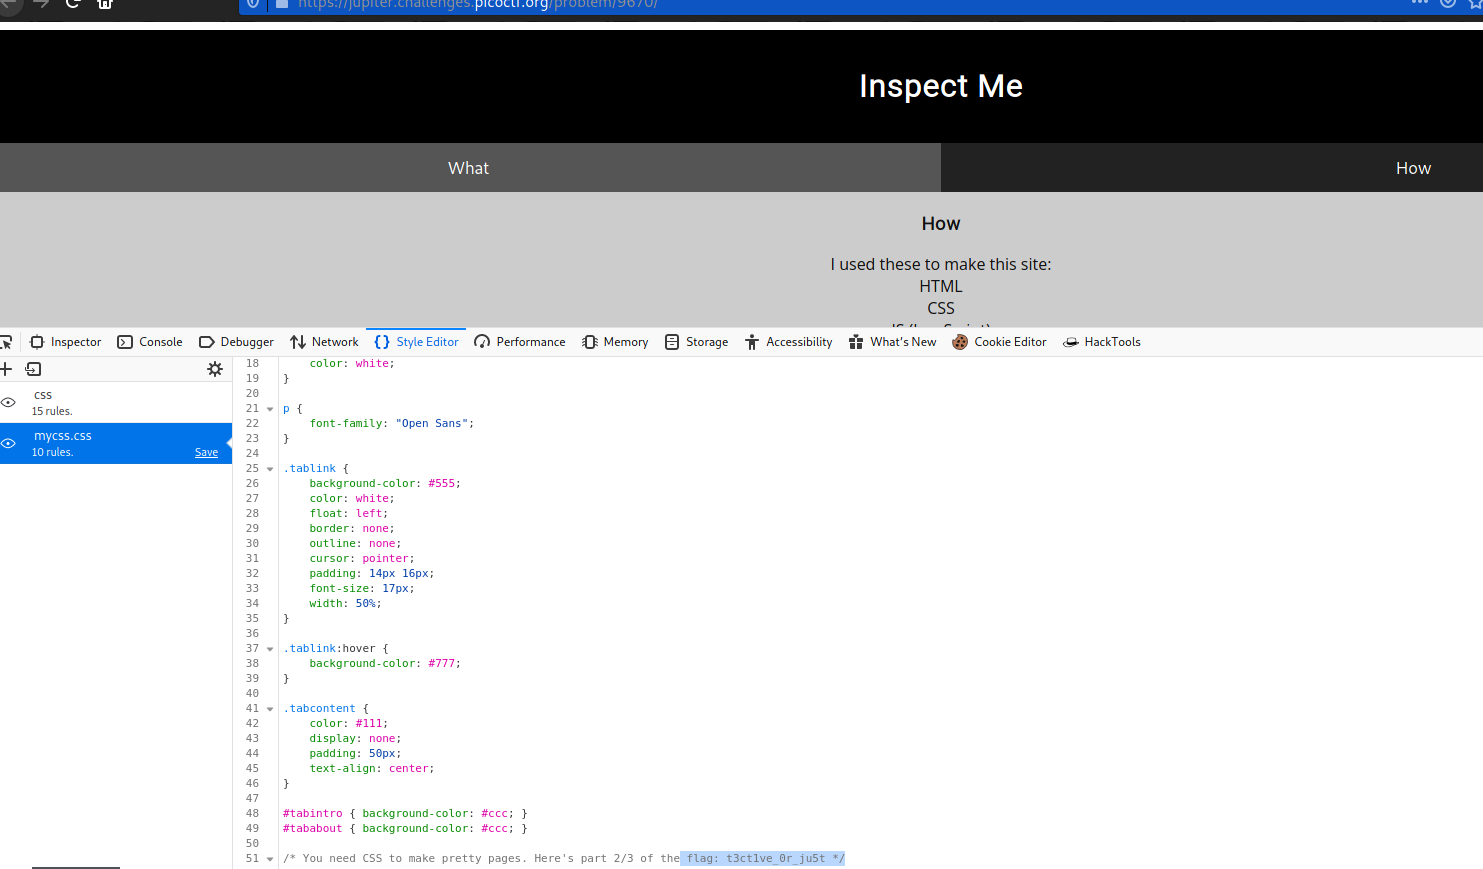 https://jupiter.challenges.picoctf.org/problem/9670/
Inspect Me
What
How
How
I used these to make this site:
HTML
CSS
JS (JavaScript)
Inspector
Console
Debugger
Network
Style Editor
Performance
Memory
Storage
Accessibility
What's New
Cookie Editor
HackTools
css
15 rules.
mycss.css
10 rules.
Save
18 color: white;
19 }
20
21 p {
22 font-family: "Open Sans";
23 }
24
25 .tablink {
26 background-color: #555;
27 color: white;
28 float: left;
29 border: none;
30 outline: none;
31 cursor: pointer;
32 padding: 14px 16px;
33 font-size: 17px;
34 width: 50%;
35 }
36
37 .tablink:hover {
38 background-color: #777;
39 }
40
41 .tabcontent {
42 color: #111;
43 display: none;
44 padding: 50px;
45 text-align: center;
46 }
47
48 #tabintro { background-color: #ccc; }
49 #tababout { background-color: #ccc; }
50
51 /* You need CSS to make pretty pages. Here's part 2/3 of the flag: t3ct1ve_0r_ju5t */